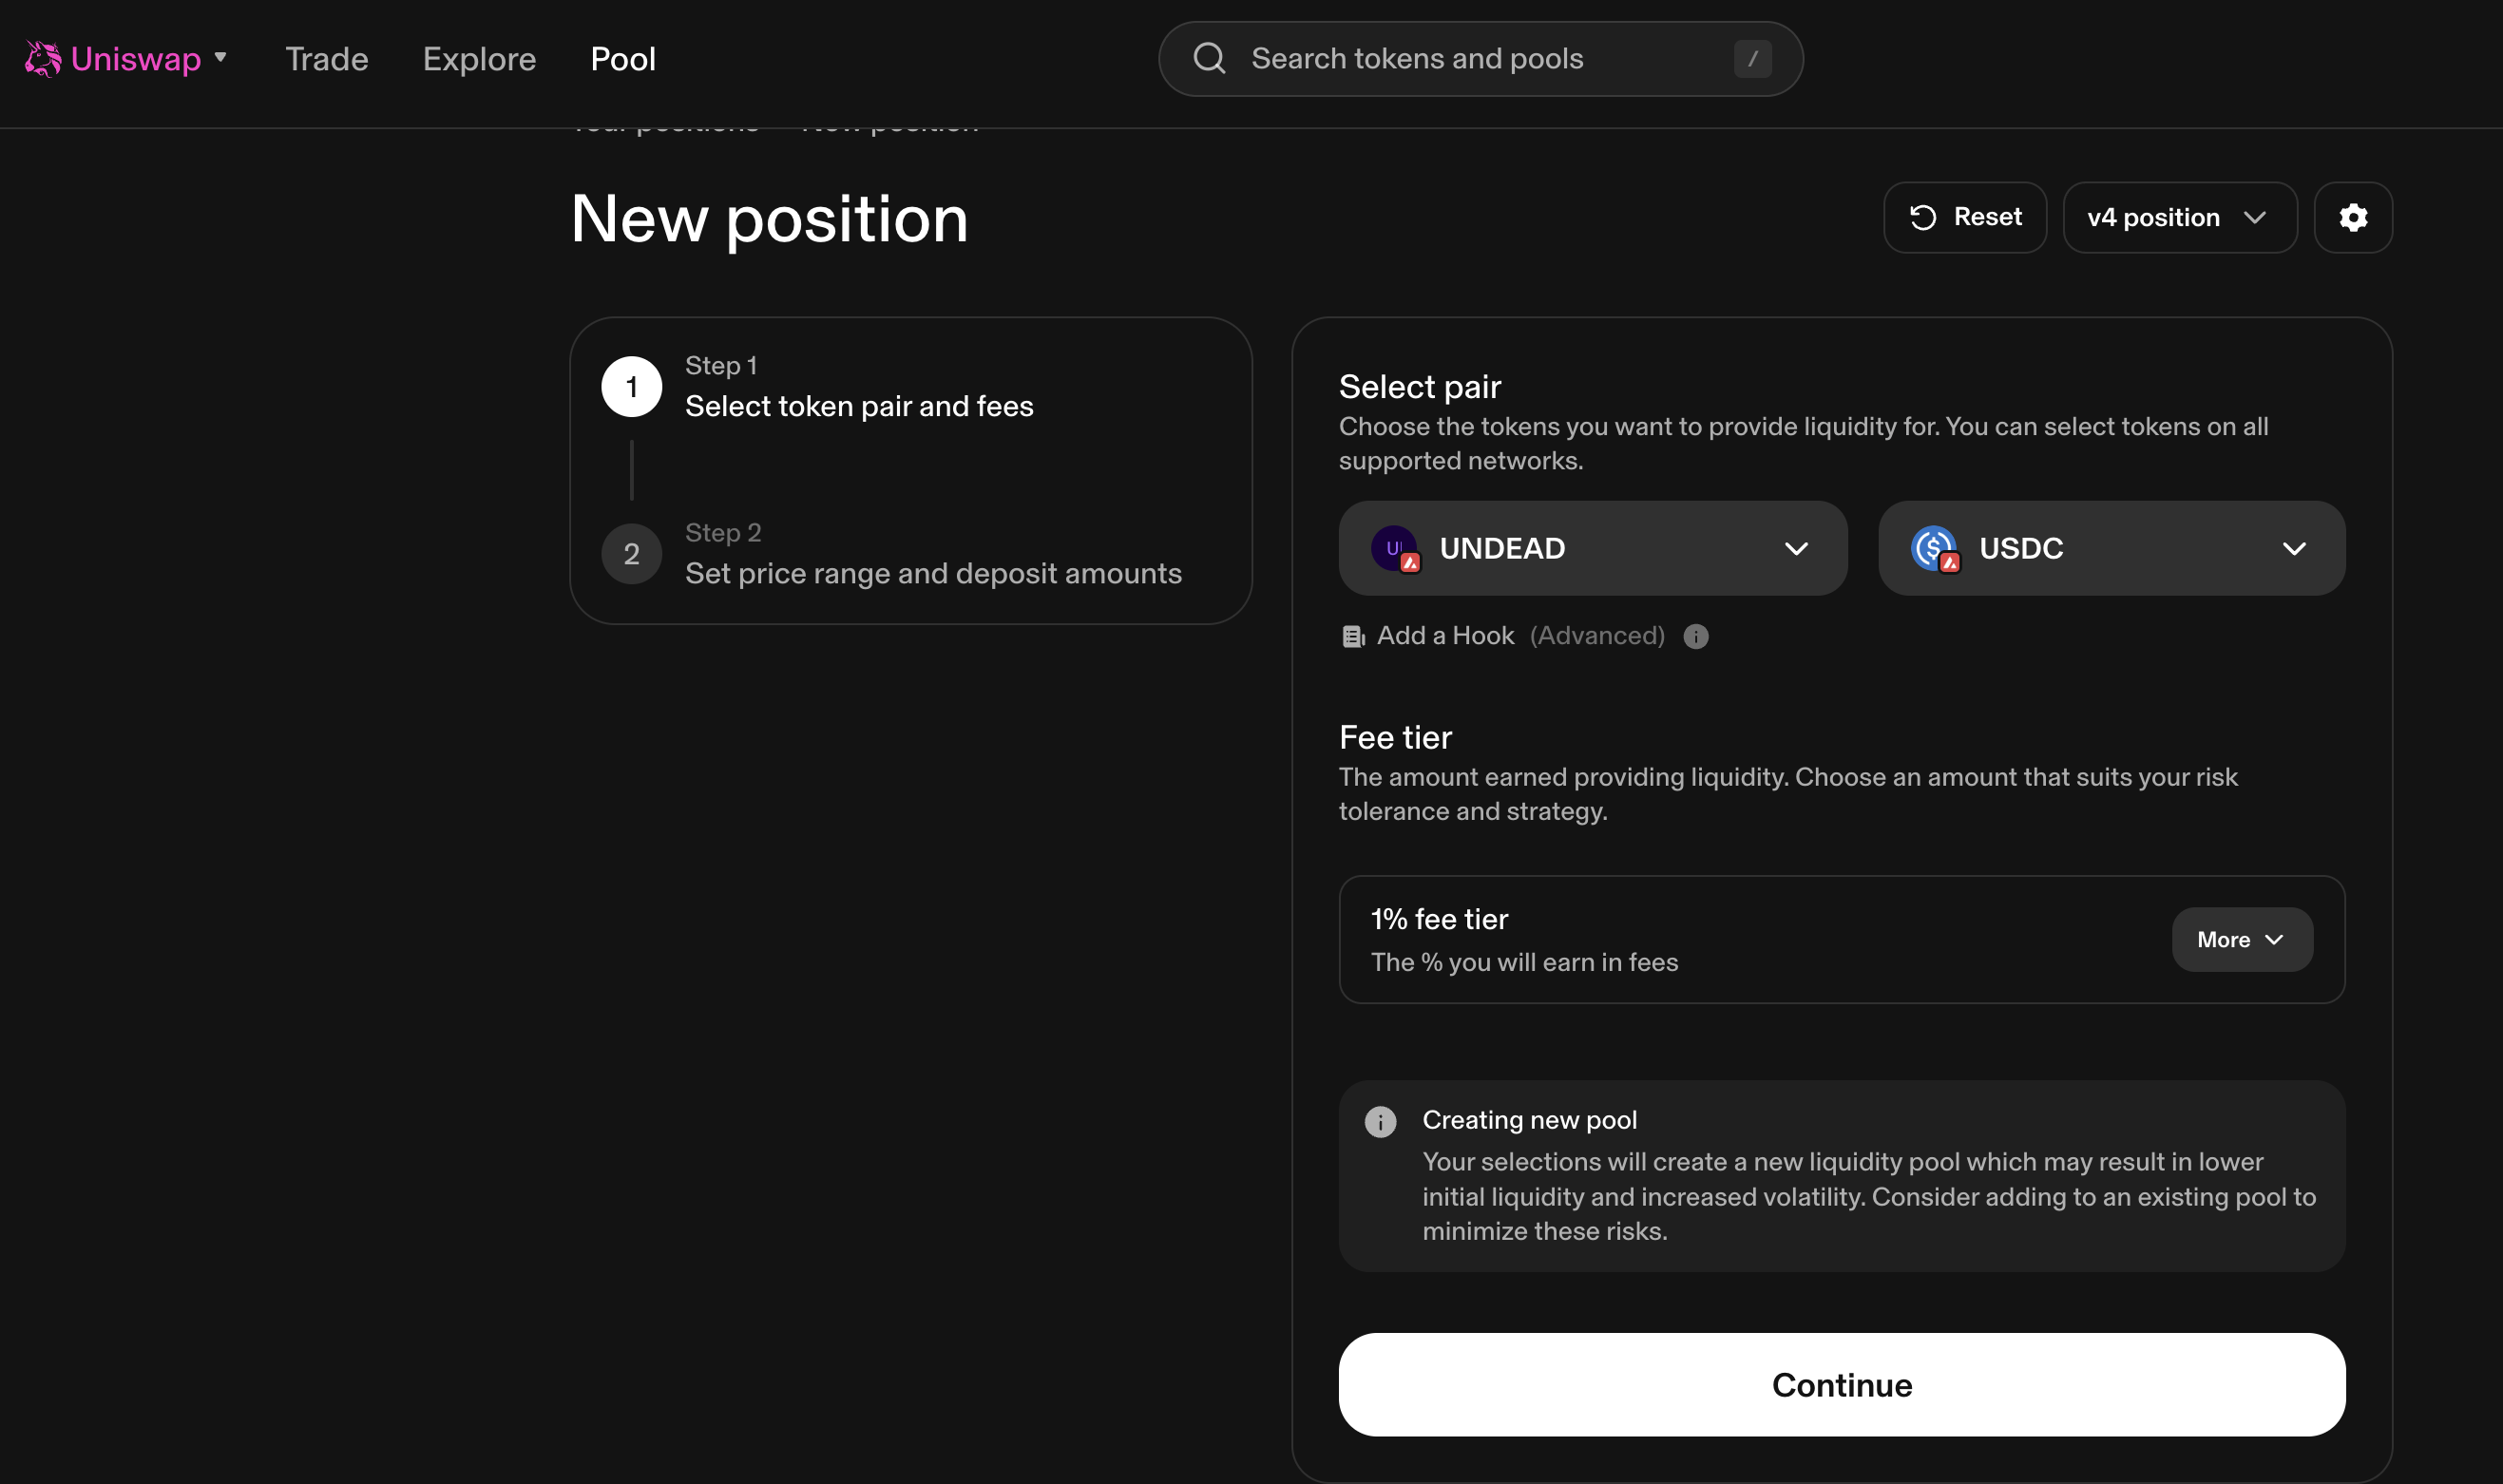 Uniswap
Trade
Explore
Pool
Search tokens and pools
/
Your positions
New position
New position
Reset
v4 position
1
Step 1
Select token pair and fees
2
Step 2
Set price range and deposit amounts
Select pair
Choose the tokens you want to provide liquidity for. You can select tokens on all
supported networks.
UNDEAD
USDC
Add a Hook (Advanced)
Fee tier
The amount earned providing liquidity. Choose an amount that suits your risk
tolerance and strategy.
1% fee tier
The % you will earn in fees
More
Creating new pool
Your selections will create a new liquidity pool which may result in lower
initial liquidity and increased volatility. Consider adding to an existing pool to
minimize these risks.
Continue